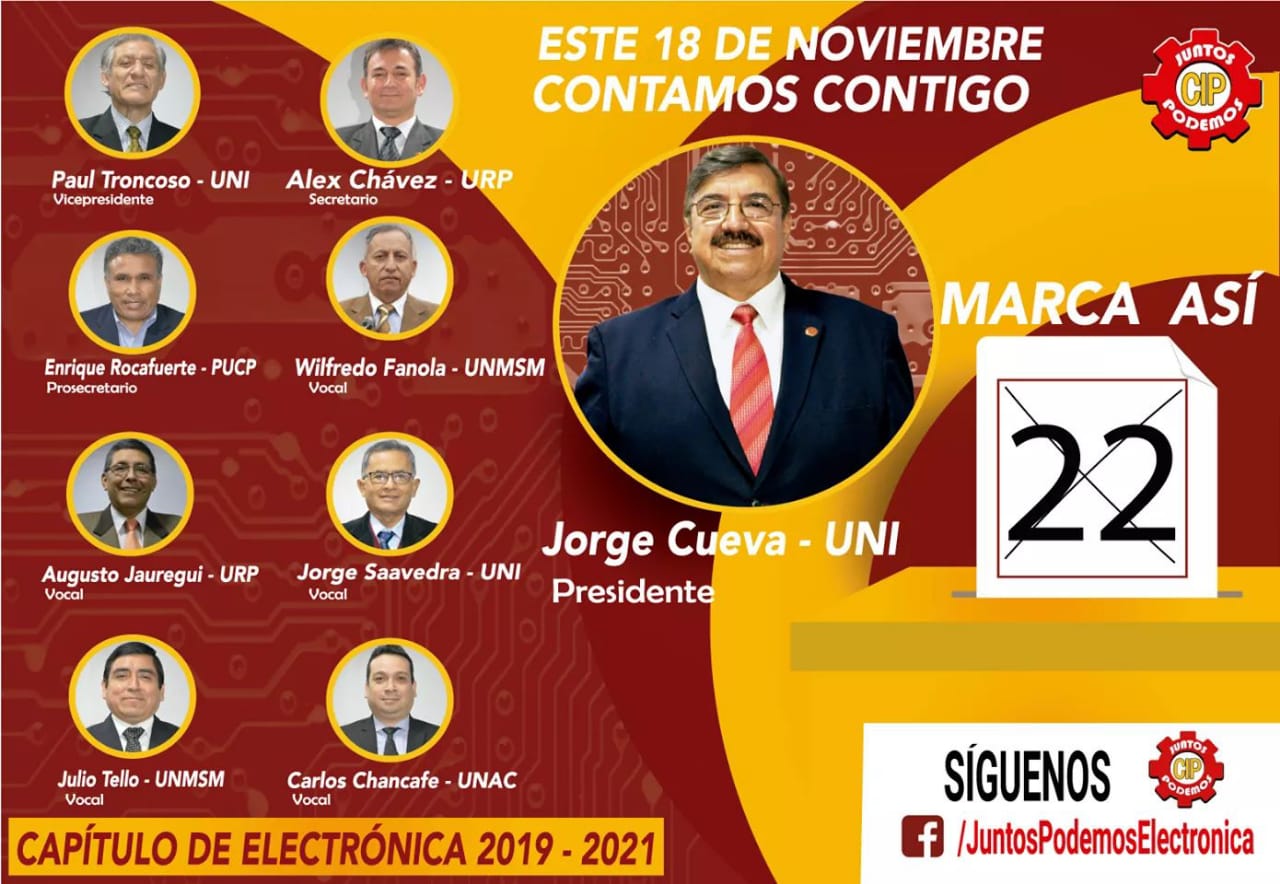 ESTE 18 DE NOVIEMBRE
CONTAMOS CONTIGO
JUNTOS
CIP
PODEMOS
Paul Troncoso - UNI
Vicepresidente
Alex Chávez - URP
Secretario
Enrique Rocafuerte - PUCP
Prosecretario
Wilfredo Fanola - UNMSM
Vocal
Augusto Jauregui - URP
Vocal
Jorge Saavedra - UNI
Vocal
Julio Tello - UNMSM
Vocal
Carlos Chancafe - UNAC
Vocal
CAPÍTULO DE ELECTRÓNICA 2019 - 2021
Jorge Cueva - UNI
Presidente
MARCA ASÍ
22
SÍGUENOS
JUNTOS
CIP
PODEMOS
f /JuntosPodemosElectronica